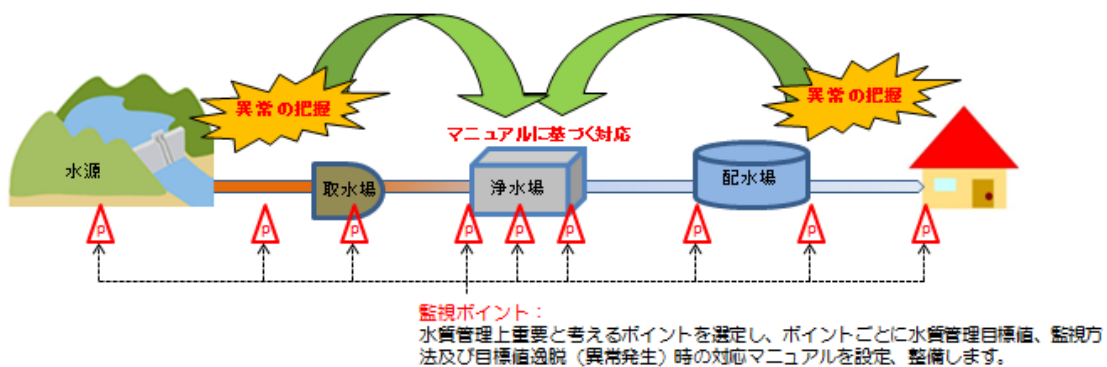 異常の把握
異常の把握
マニュアルに基づく対応
水源
取水場
浄水場
配水場
P
P
P
P
P
P
P
P
P
監視ポイント：
水質管理上重要と考えるポイントを選定し、ポイントごとに水質管理目標値、監視方
法及び目標値逸脱（異常発生）時の対応マニュアルを設定、整備します。